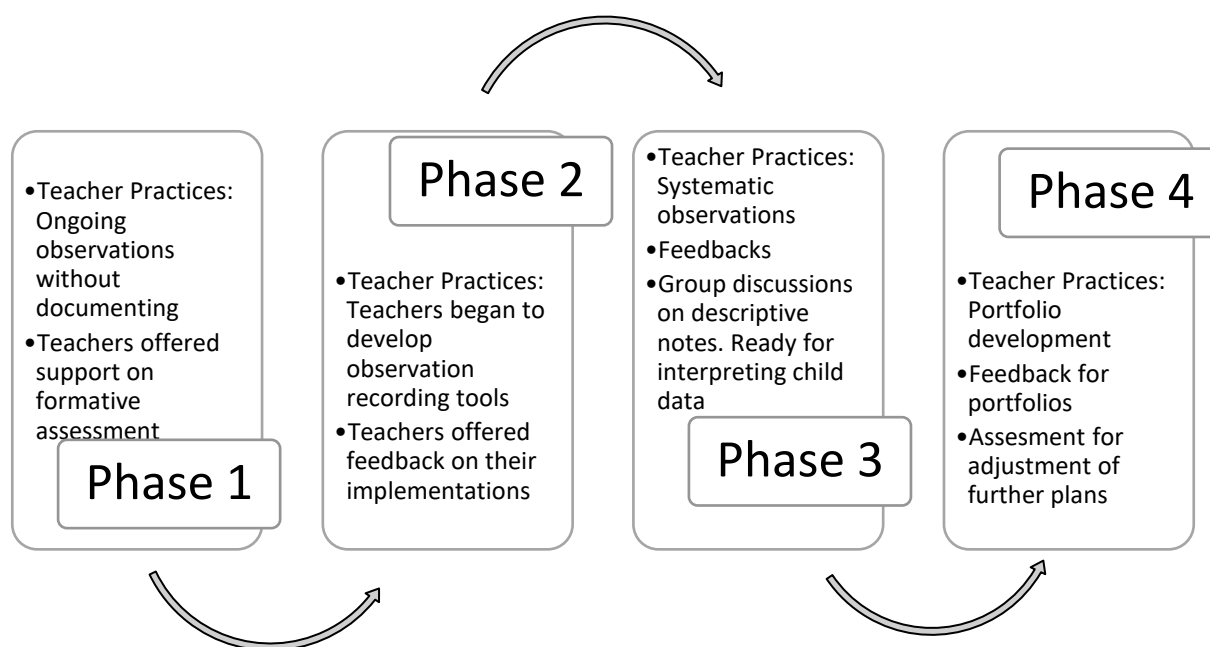 •Teacher Practices:
Ongoing
observations
without
documenting
•Teachers offered
support on
formative
assessment
Phase 1
Phase 2
•Teacher Practices:
Teachers began to
develop
observation
recording tools
•Teachers offered
feedback on their
implementations
•Teacher Practices:
Systematic
observations
•Feedbacks
•Group discussions
on descriptive
notes. Ready for
interpreting child
data
Phase 3
Phase 4
•Teacher Practices:
Portfolio
development
•Feedback for
portfolios
•Assesment for
adjustment of
further plans